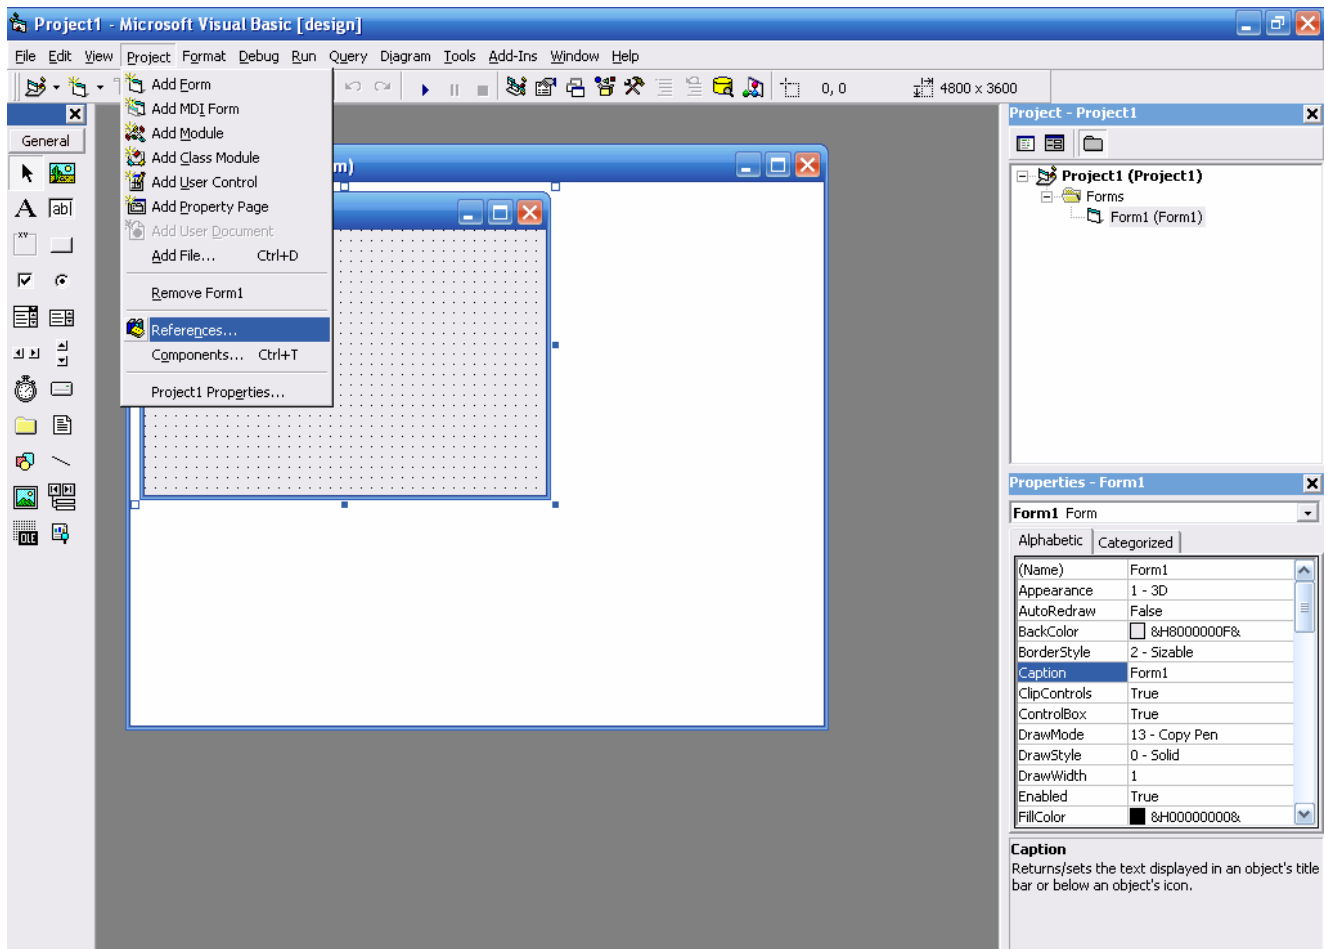 Project1 - Microsoft Visual Basic [design]
File Edit View Project Format Debug Run Query Diagram Tools Add-Ins Window Help
0, 0 4800 x 3600
General
A ab|
XY
OLE
Add Form
Add MDI Form
Add Module
Add Class Module
Add User Control
Add Property Page
Add User Document
Add File... Ctrl+D
Remove Form1
References...
Components... Ctrl+T
Project1 Properties...
m)
Project - Project1
Project1 (Project1)
Forms
Form1 (Form1)
Properties - Form1
Form1 Form
Alphabetic Categorized
(Name) Form1
Appearance 1 - 3D
AutoRedraw False
BackColor &H8000000F&
BorderStyle 2 - Sizable
Caption Form1
ClipControls True
ControlBox True
DrawMode 13 - Copy Pen
DrawStyle 0 - Solid
DrawWidth 1
Enabled True
FillColor &H00000000&
Caption
Returns/sets the text displayed in an object's title
bar or below an object's icon.